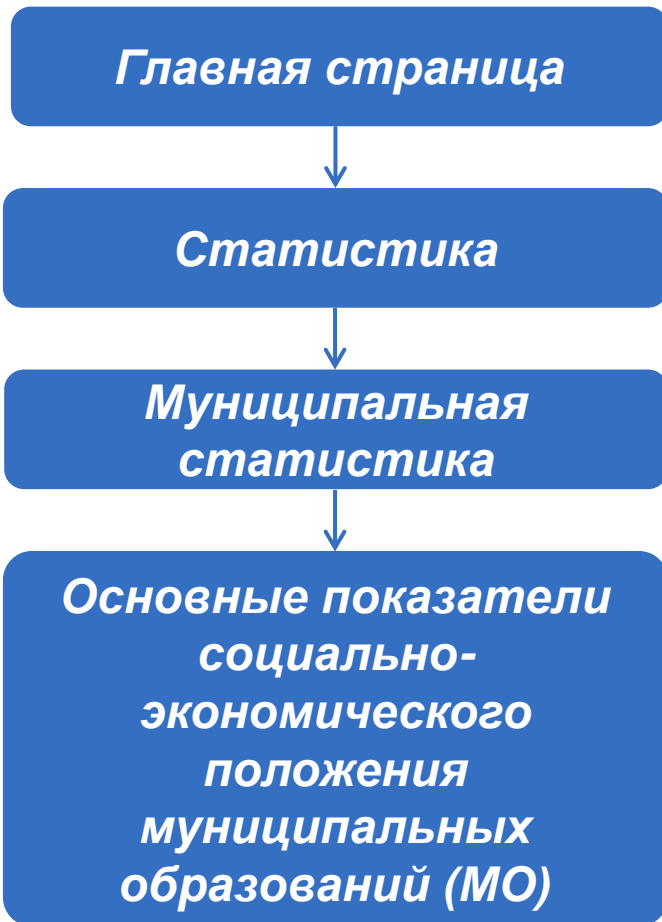 Главная страница
Статистика
Муниципальная
статистика
Основные показатели
социально-
экономического
положения
муниципальных
образований (МО)